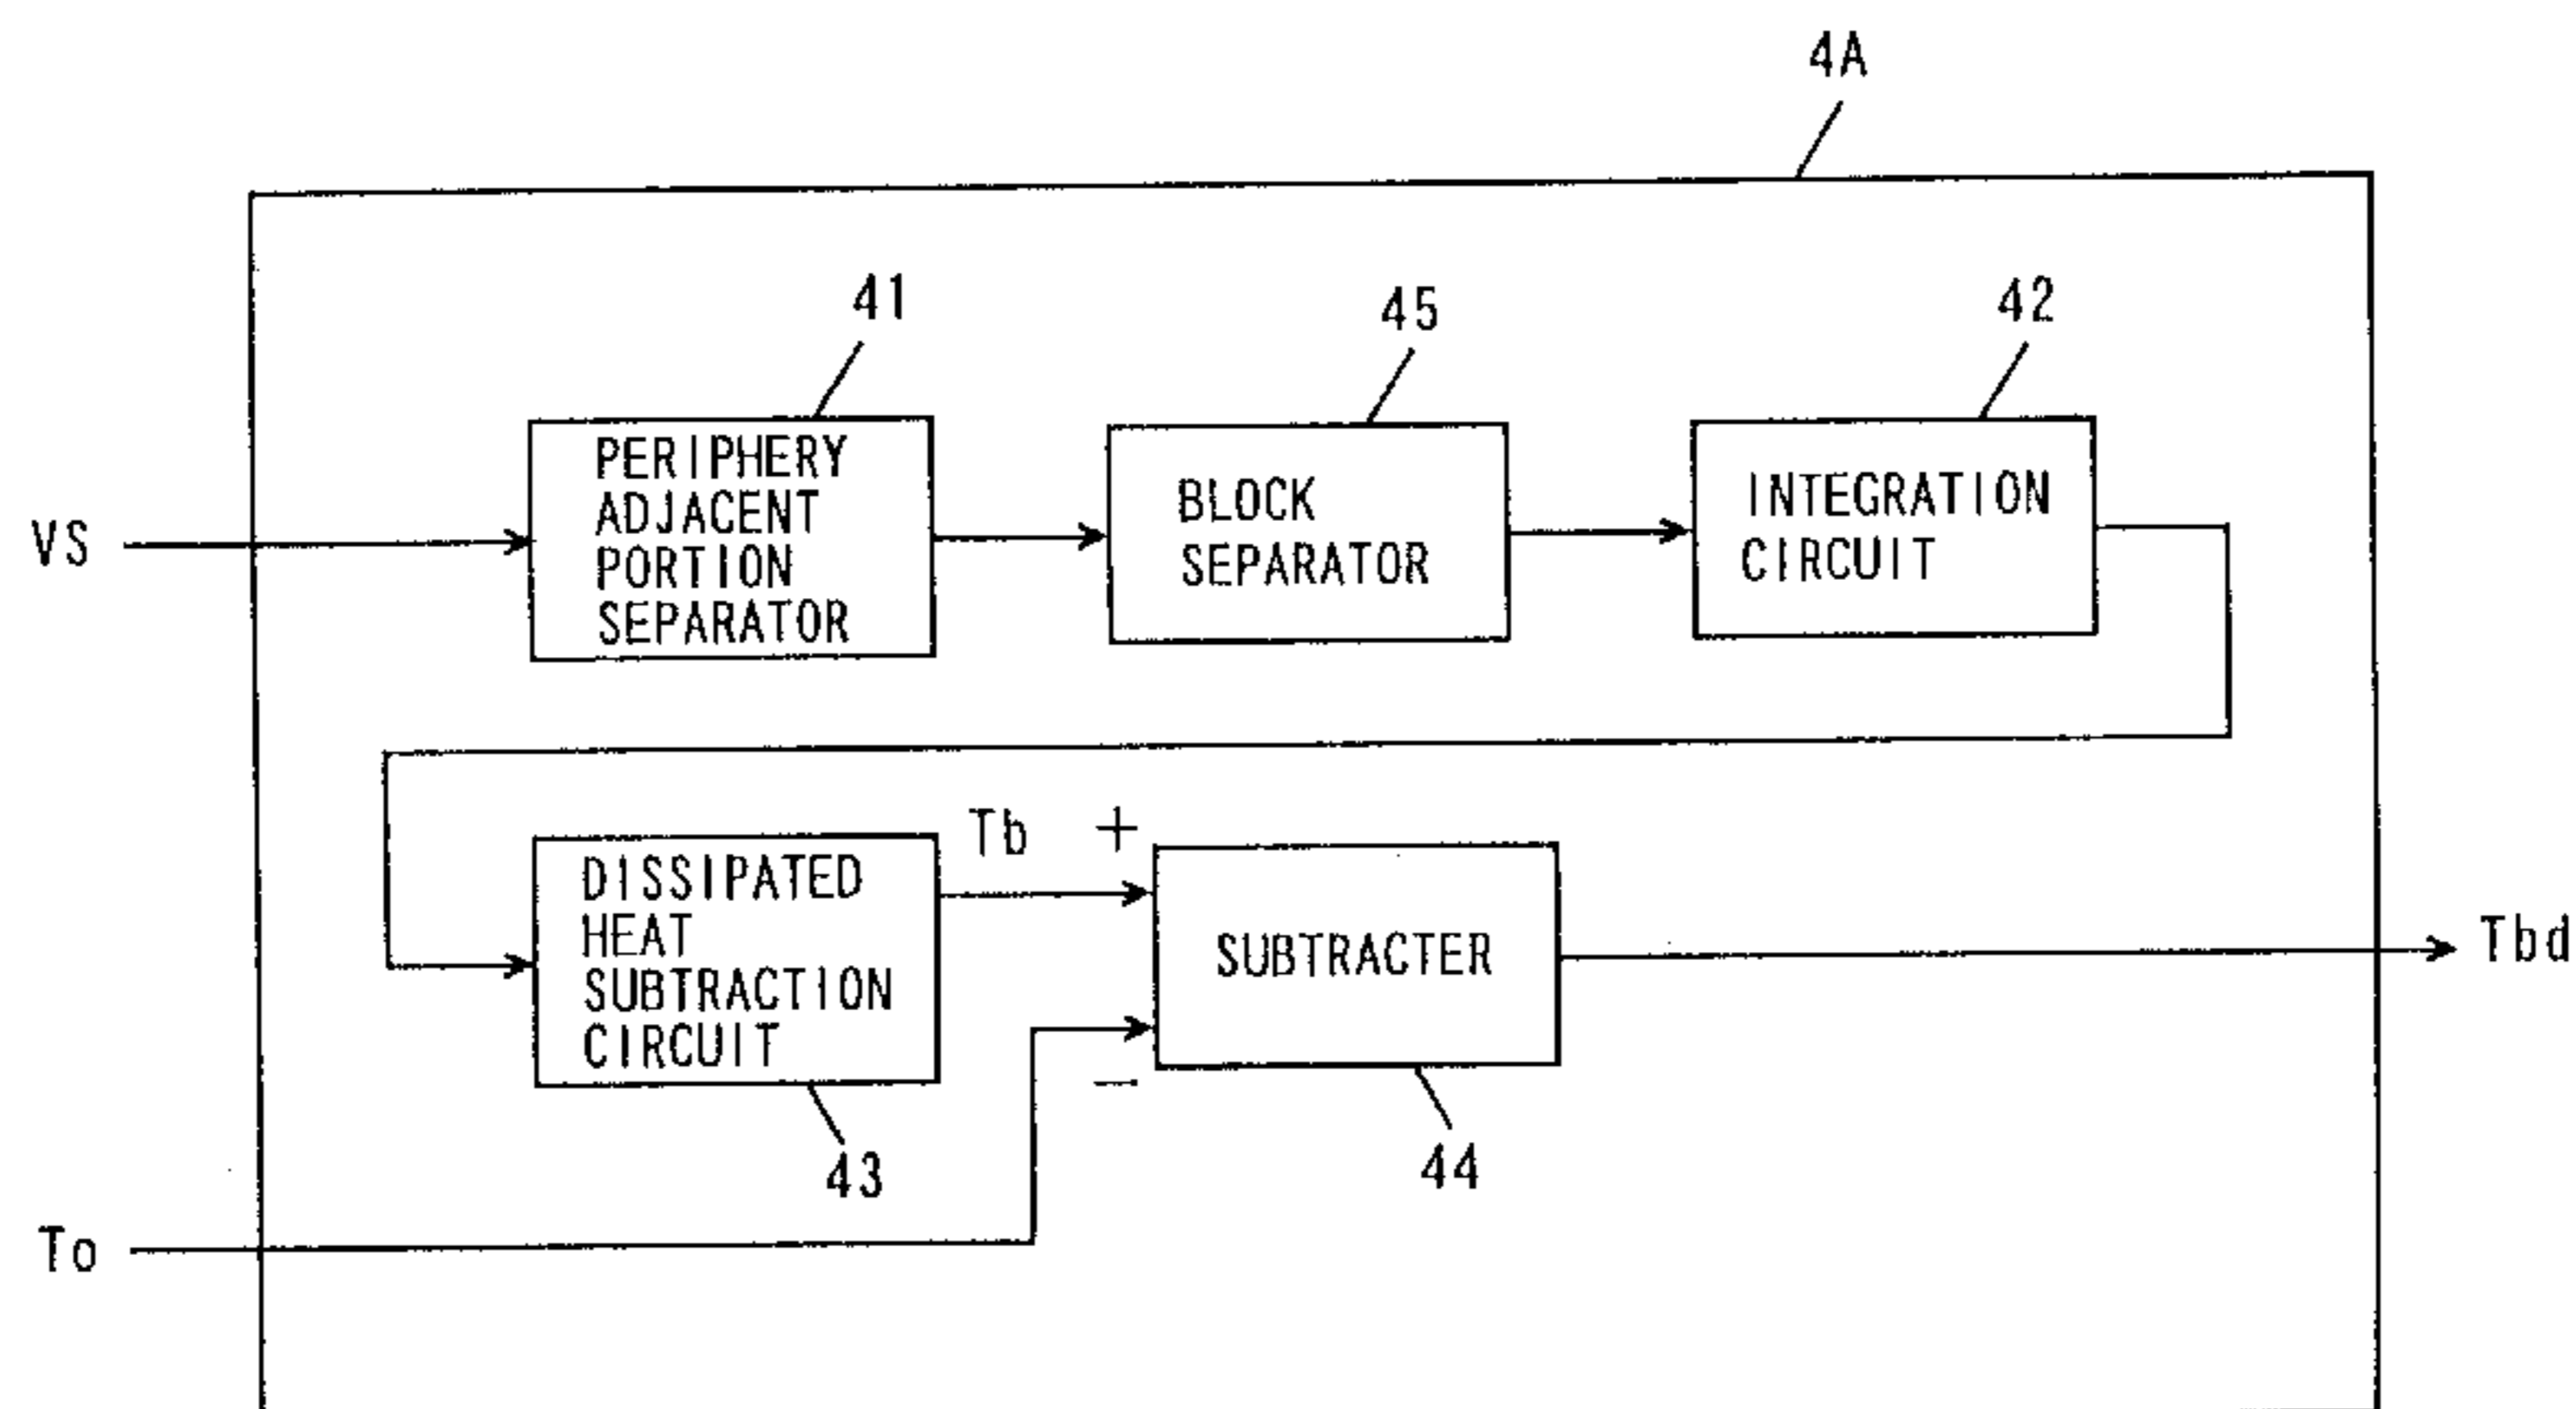 4A
41
45
42
PERIPHERY
ADJACENT
PORTION
SEPARATOR
BLOCK
SEPARATOR
INTEGRATION
CIRCUIT
VS
Tb
+
DISSIPATED
HEAT
SUBTRACTION
CIRCUIT
SUBTRACTER
Tbd
−
43
44
To